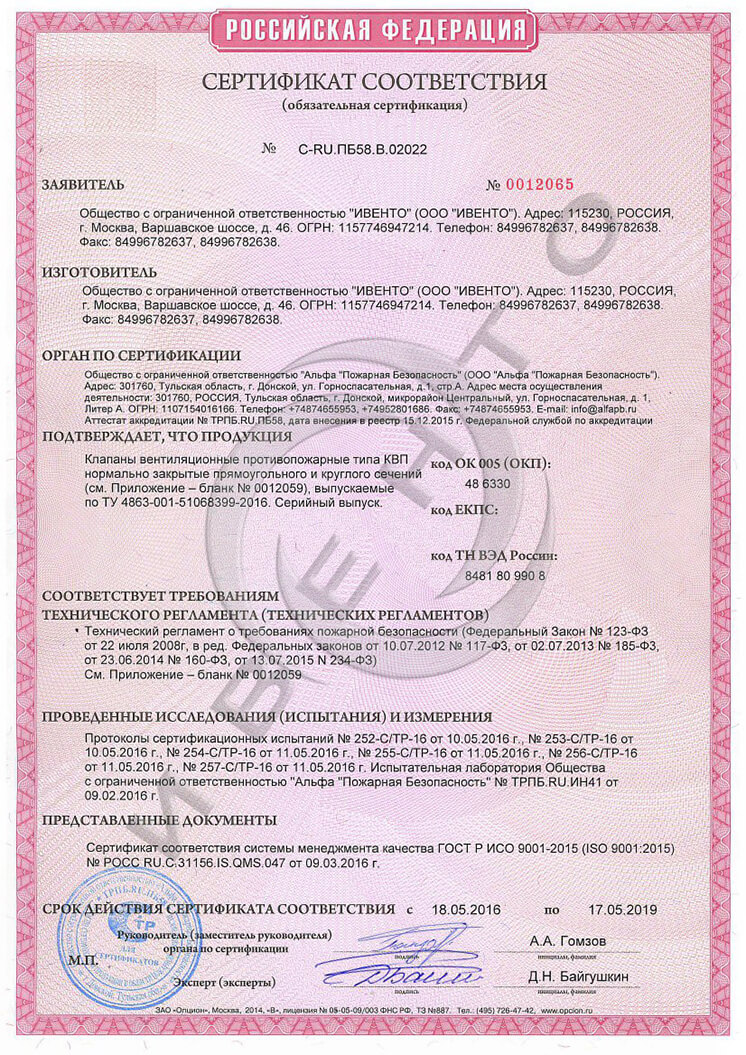 РОССИЙСКАЯ ФЕДЕРАЦИЯ
СЕРТИФИКАТ СООТВЕТСТВИЯ
(обязательная сертификация)
№ C-RU.ПБ58.В.02022
ЗАЯВИТЕЛЬ
№ 0012065
Общество с ограниченной ответственностью "ИВЕНТО" (ООО "ИВЕНТО"). Адрес: 115230, РОССИЯ,
г. Москва, Варшавское шоссе, д. 46. ОГРН: 1157746947214. Телефон: 84996782637, 84996782638.
Факс: 84996782637, 84996782638.
ИЗГОТОВИТЕЛЬ
Общество с ограниченной ответственностью "ИВЕНТО" (ООО "ИВЕНТО"). Адрес: 115230, РОССИЯ,
г. Москва, Варшавское шоссе, д. 46. ОГРН: 1157746947214. Телефон: 84996782637, 84996782638.
Факс: 84996782637, 84996782638.
ОРГАН ПО СЕРТИФИКАЦИИ
Общество с ограниченной ответственностью "Альфа "Пожарная Безопасность" (ООО "Альфа "Пожарная Безопасность").
Адрес: 301760, Тульская область, г. Донской, ул. Горноспасательная, д.1, стр.А. Адрес места осуществления
деятельности: 301760, РОССИЯ, Тульская область, г. Донской, микрорайон Центральный, ул. Горноспасательная, д. 1,
Литер А. ОГРН: 1107154016166. Телефон: +74874655953, +74952801686. Факс: +74874655953. E-mail: info@alfapb.ru
Аттестат аккредитации № ТРПБ.RU.ПБ58, дата внесения в реестр 15.12.2015 г. Федеральной службой по аккредитации
ПОДТВЕРЖДАЕТ, ЧТО ПРОДУКЦИЯ
Клапаны вентиляционные противопожарные типа КВП
нормально закрытые прямоугольного и круглого сечений
(см. Приложение – бланк № 0012059), выпускаемые
по ТУ 4863-001-51068399-2016. Серийный выпуск.
код ОК 005 (ОКП):
48 6330
код ЕКПС:
код ТН ВЭД России:
8481 80 990 8
СООТВЕТСТВУЕТ ТРЕБОВАНИЯМ
ТЕХНИЧЕСКОГО РЕГЛАМЕНТА (ТЕХНИЧЕСКИХ РЕГЛАМЕНТОВ)
• Технический регламент о требованиях пожарной безопасности (Федеральный Закон № 123-ФЗ
от 22 июля 2008г, в ред. Федеральных законов от 10.07.2012 № 117-ФЗ, от 02.07.2013 № 185-ФЗ,
от 23.06.2014 № 160-ФЗ, от 13.07.2015 N 234-ФЗ)
См. Приложение – бланк № 0012059
ПРОВЕДЕННЫЕ ИССЛЕДОВАНИЯ (ИСПЫТАНИЯ) И ИЗМЕРЕНИЯ
Протоколы сертификационных испытаний № 252-С/ТР-16 от 10.05.2016 г., № 253-С/ТР-16 от
10.05.2016 г., № 254-С/ТР-16 от 11.05.2016 г., № 255-С/ТР-16 от 11.05.2016 г., № 256-С/ТР-16
от 11.05.2016 г., № 257-С/ТР-16 от 11.05.2016 г. Испытательная лаборатория Общества
с ограниченной ответственностью "Альфа "Пожарная Безопасность" № ТРПБ.RU.ИН41 от
09.02.2016 г.
ПРЕДСТАВЛЕННЫЕ ДОКУМЕНТЫ
Сертификат соответствия системы менеджмента качества ГОСТ Р ИСО 9001-2015 (ISO 9001:2015)
№ РОСС RU.C.31156.IS.QMS.047 от 09.03.2016 г.
СРОК ДЕЙСТВИЯ СЕРТИФИКАТА СООТВЕТСТВИЯ с 18.05.2016 по 17.05.2019
Руководитель (заместитель руководителя)
органа по сертификации
подпись
А.А. Гомзов
инициалы, фамилия
М.П.
Эксперт (эксперты)
подпись
Д.Н. Байгушкин
инициалы, фамилия
ТР
ДЛЯ
СЕРТИФИКАТОВ
ЗАО «Опцион», Москва, 2014, «В», лицензия № 05-05-09/003 ФНС РФ, ТЗ №887. Тел.: (495) 726-47-42, www.opcion.ru
ИВЕНТО